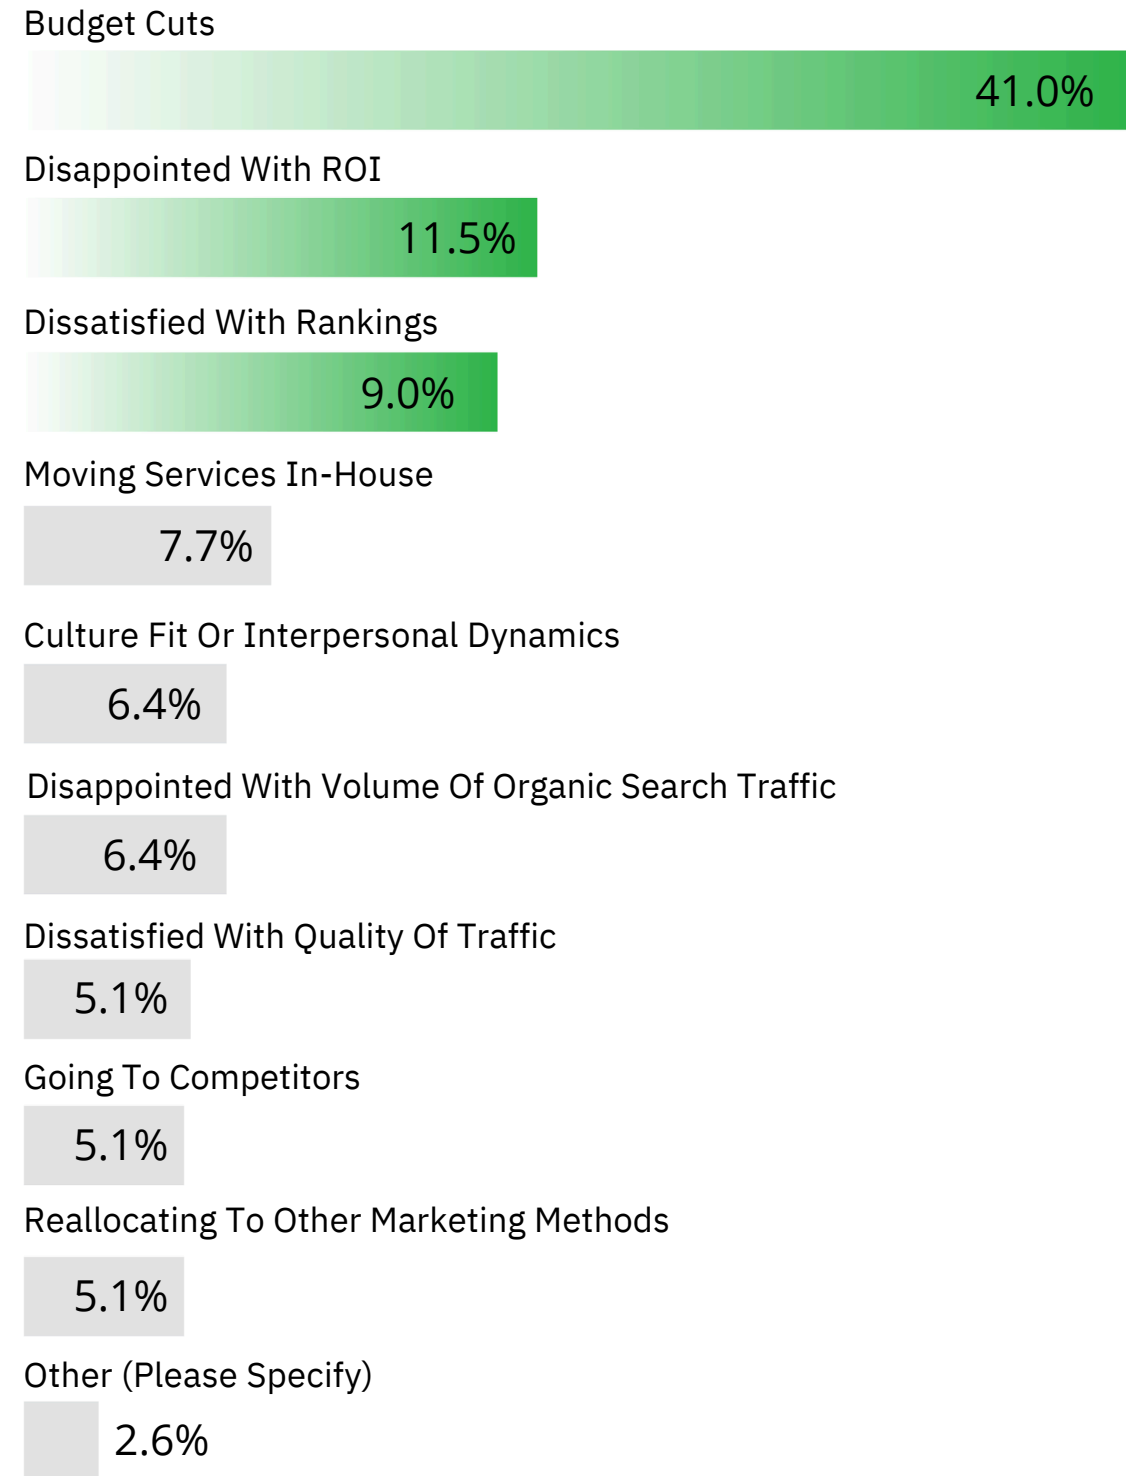 Budget Cuts
41.0%
Disappointed With ROI
11.5%
Dissatisfied With Rankings
9.0%
Moving Services In-House
7.7%
Culture Fit Or Interpersonal Dynamics
6.4%
Disappointed With Volume Of Organic Search Traffic
6.4%
Dissatisfied With Quality Of Traffic
5.1%
Going To Competitors
5.1%
Reallocating To Other Marketing Methods
5.1%
Other (Please Specify)
2.6%